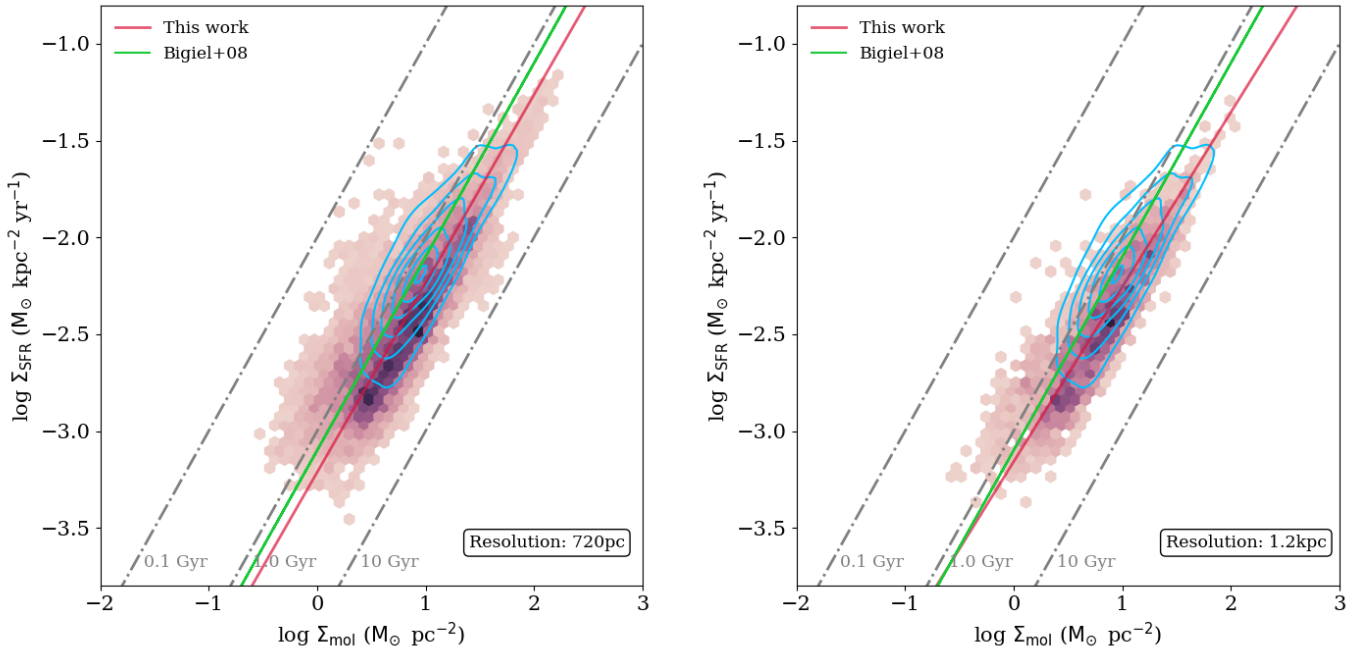 This work
Bigiel+08
−1.0
−1.5
−2.0
−2.5
−3.0
−3.5
log Σ_SFR (M_⊙ kpc⁻² yr⁻¹)
0.1 Gyr
1.0 Gyr
10 Gyr
Resolution: 720pc
−2
−1
0
1
2
3
log Σ_mol (M_⊙ pc⁻²)
This work
Bigiel+08
−1.0
−1.5
−2.0
−2.5
−3.0
−3.5
log Σ_SFR (M_⊙ kpc⁻² yr⁻¹)
0.1 Gyr
1.0 Gyr
10 Gyr
Resolution: 1.2kpc
−2
−1
0
1
2
3
log Σ_mol (M_⊙ pc⁻²)